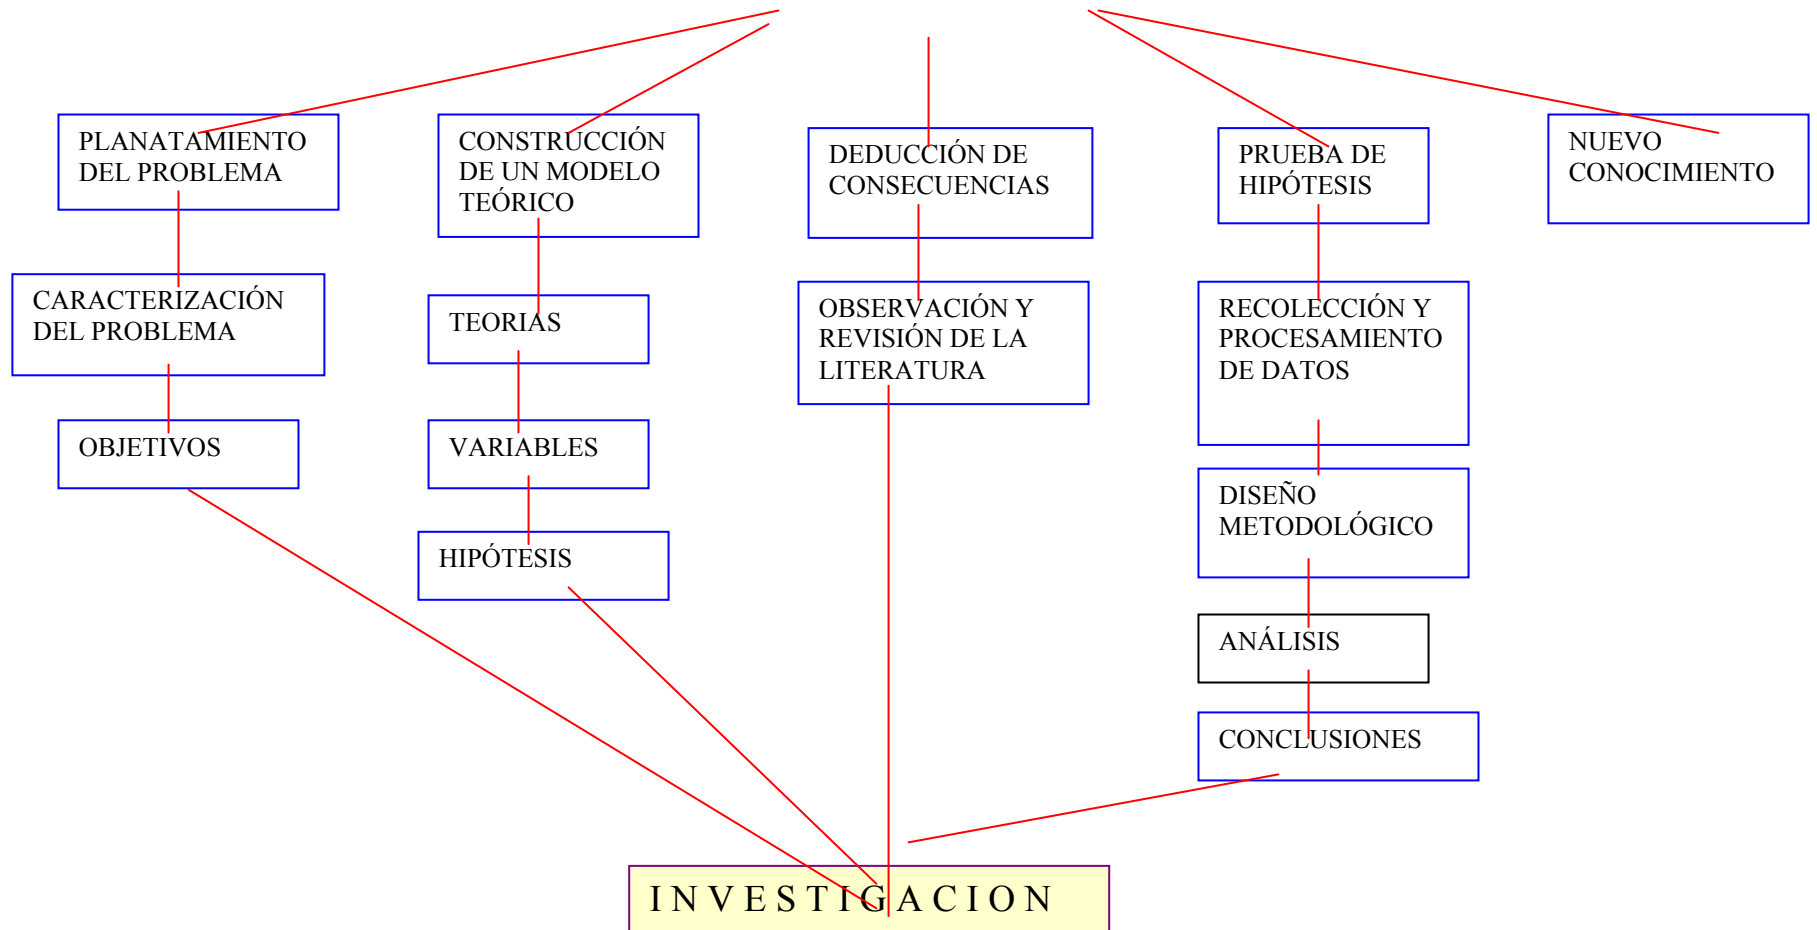 PLANATAMIENTO
DEL PROBLEMA
CONSTRUCCIÓN
DE UN MODELO
TEÓRICO
DEDUCCIÓN DE
CONSECUENCIAS
PRUEBA DE
HIPÓTESIS
NUEVO
CONOCIMIENTO
CARACTERIZACIÓN
DEL PROBLEMA
TEORIAS
OBSERVACIÓN Y
REVISIÓN DE LA
LITERATURA
RECOLECCIÓN Y
PROCESAMIENTO
DE DATOS
OBJETIVOS
VARIABLES
DISEÑO
METODOLÓGICO
HIPÓTESIS
ANÁLISIS
CONCLUSIONES
I N V E S T I G A C I O N